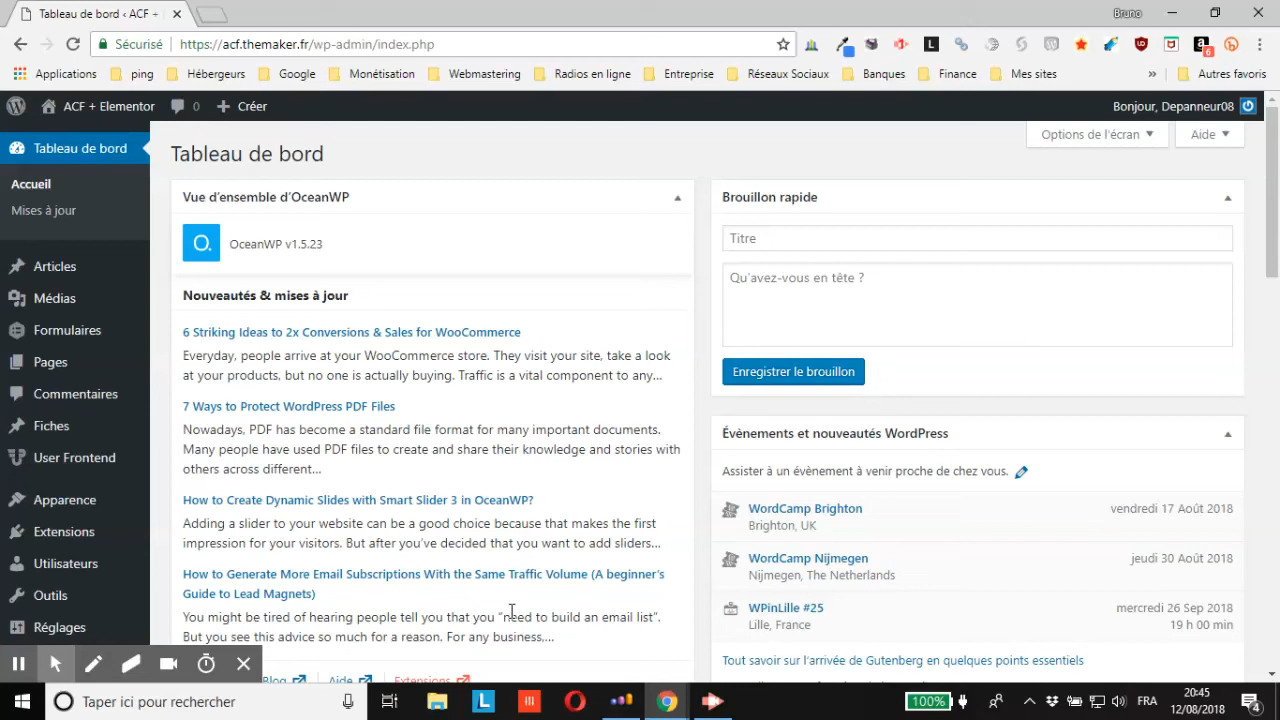 Tableau de bord ‹ ACF +
Bruno
Sécurisé
https://acf.themaker.fr/wp-admin/index.php
L
6
Applications
ping
Hébergeurs
Google
Monétisation
Webmastering
Radios en ligne
Entreprise
Réseaux Sociaux
Banques
Finance
Mes sites
»
Autres favoris
ACF + Elementor
0
Créer
Bonjour, Depanneur08
Tableau de bord
Accueil
Mises à jour
Articles
Médias
Formulaires
Pages
Commentaires
Fiches
User Frontend
Apparence
Extensions
Utilisateurs
Outils
Réglages
Options de l'écran
Aide
Tableau de bord
Vue d'ensemble d'OceanWP
O.
OceanWP v1.5.23
Nouveautés & mises à jour
6 Striking Ideas to 2x Conversions & Sales for WooCommerce
Everyday, people arrive at your WooCommerce store. They visit your site, take a look
at your products, but no one is actually buying. Traffic is a vital component to any…
7 Ways to Protect WordPress PDF Files
Nowadays, PDF has become a standard file format for many important documents.
Many people have used PDF files to create and share their knowledge and stories with
others across different…
How to Create Dynamic Slides with Smart Slider 3 in OceanWP?
Adding a slider to your website can be a good choice because that makes the first
impression for your visitors. But after you've decided that you want to add sliders…
How to Generate More Email Subscriptions With the Same Traffic Volume (A beginner's
Guide to Lead Magnets)
You might be tired of hearing people tell you that you "need to build an email list".
But you see this advice so much for a reason. For any business,…
Blog
Aide
Extensions
Brouillon rapide
Titre
Qu'avez-vous en tête ?
Enregistrer le brouillon
Évènements et nouveautés WordPress
Assister à un évènement à venir proche de chez vous.
WordCamp Brighton
vendredi 17 Août 2018
Brighton, UK
WordCamp Nijmegen
jeudi 30 Août 2018
Nijmegen, The Netherlands
WPinLille #25
mercredi 26 Sep 2018
Lille, France
19 h 00 min
Tout savoir sur l'arrivée de Gutenberg en quelques points essentiels
Taper ici pour rechercher
L
100%
FRA
20:45
12/08/2018
4